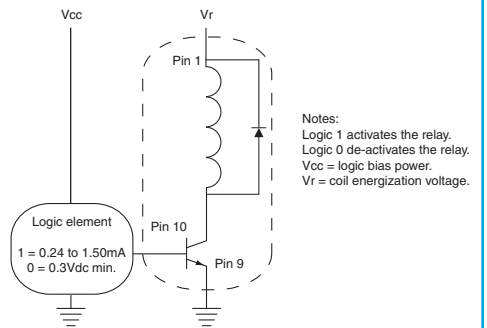 Vcc
Vr
Pin 1
Notes:
Logic 1 activates the relay.
Logic 0 de-activates the relay.
Vcc = logic bias power.
Vr = coil energization voltage.
Logic element
1 = 0.24 to 1.50mA
0 = 0.3Vdc min.
Pin 10
Pin 9